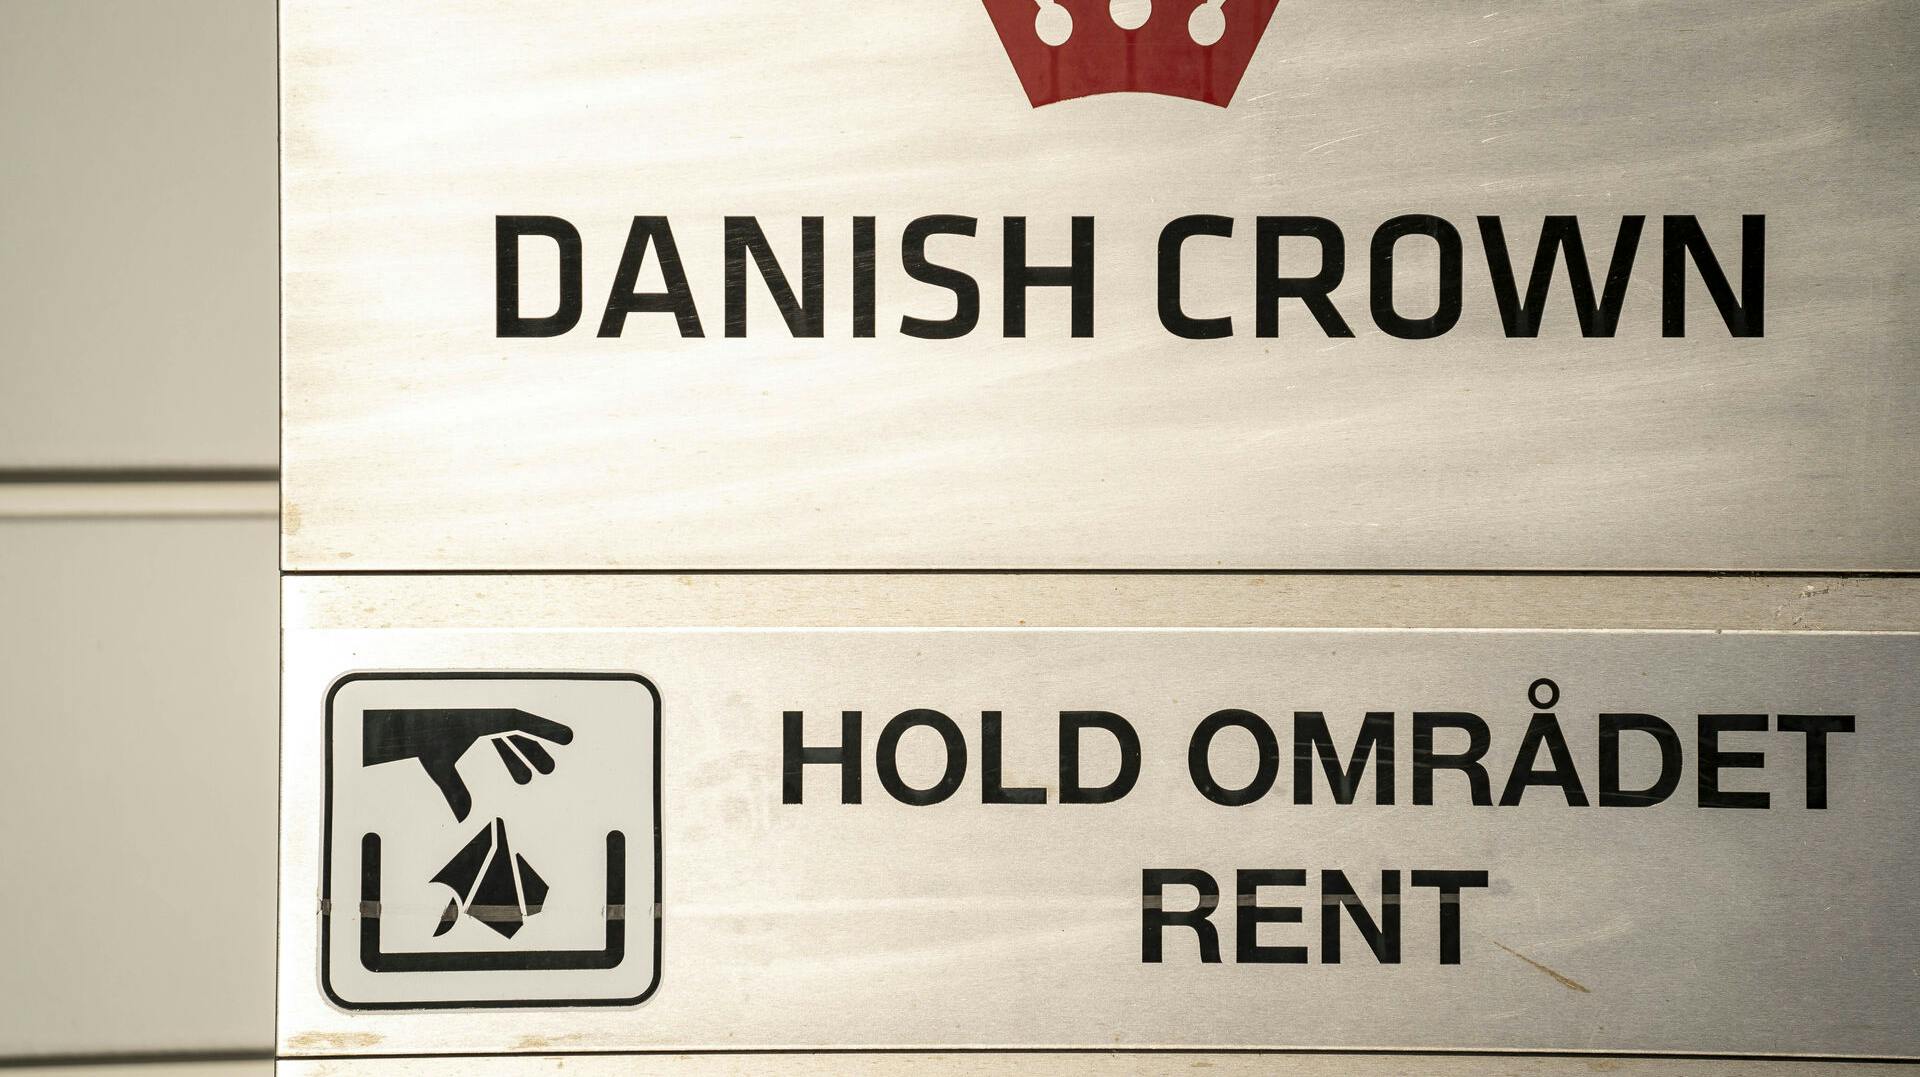 DANISH CROWN
HOLD OMRÅDET
RENT